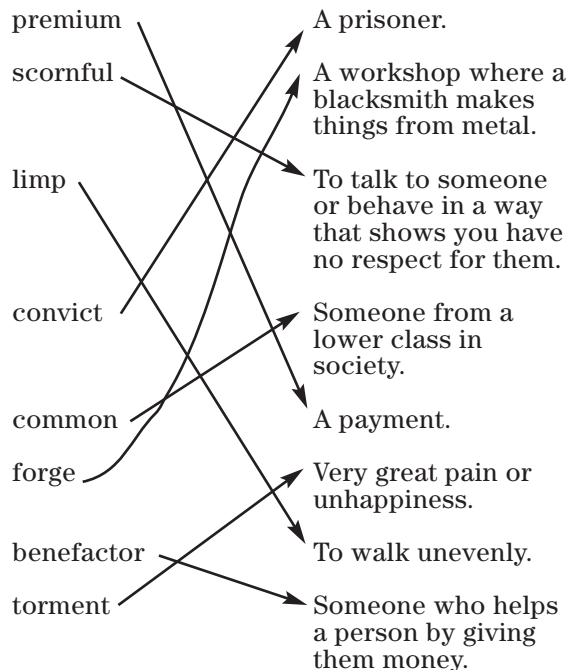 premium
scornful
limp
convict
common
forge
benefactor
torment
A prisoner.
A workshop where a
blacksmith makes
things from metal.
To talk to someone
or behave in a way
that shows you have
no respect for them.
Someone from a
lower class in
society.
A payment.
Very great pain or
unhappiness.
To walk unevenly.
Someone who helps
a person by giving
them money.